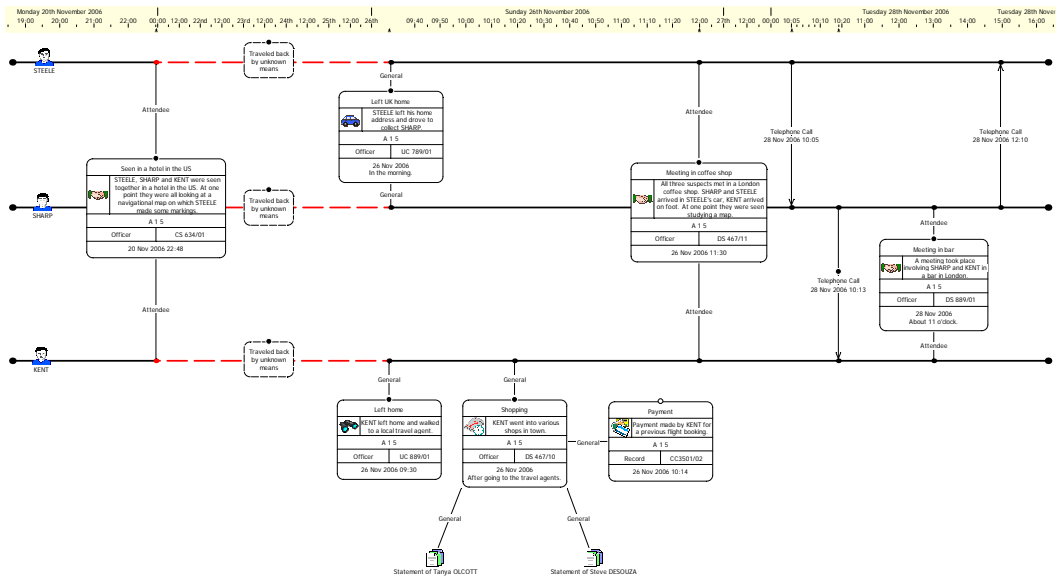 Monday 20th November 2006
Sunday 26th November 2006
Tuesday 28th November 2006
Tuesday 28th Nove
19:00 20:00 21:00 22:00 00:00 12:00 22nd 12:00 23rd 12:00 24th 12:00 25th 12:00 26th 09:40 09:50 10:00 10:10 10:20 10:30 10:40 10:50 11:00 11:10 11:20 11:30 12:00 27th 12:00 00:00 10:05 10:10 10:20 11:00 12:00 13:00 14:00 15:00 16:00
STEELE
Traveled back
by unknown
means
General
Attendee
Left UK home
STEELE left his home
address and drove to
collect SHARP.
A 1 5
Officer UC 789/01
26 Nov 2006
In the morning.
General
Attendee
Telephone Call
28 Nov 2006 10:05
Telephone Call
28 Nov 2006 12:10
Seen in a hotel in the US
STEELE, SHARP and KENT were seen
together in a hotel in the US. At one
point they were all looking at a
navigational map on which STEELE
made some markings.
A 1 5
Officer CS 634/01
20 Nov 2006 22:48
SHARP
Traveled back
by unknown
means
Meeting in coffee shop
All three suspects met in a London
coffee shop. SHARP and STEELE
arrived in STEELE's car, KENT arrived
on foot. At one point they were seen
studying a map.
A 1 5
Officer DS 467/11
26 Nov 2006 11:30
Attendee
Meeting in bar
A meeting took place
involving SHARP and KENT in
a bar in London.
A 1 5
Officer DS 889/01
28 Nov 2006
About 11 o'clock.
Telephone Call
28 Nov 2006 10:13
Attendee
Attendee
Attendee
KENT
Traveled back
by unknown
means
General
General
Left home
KENT left home and walked
to a local travel agent.
A 1 5
Officer UC 889/01
26 Nov 2006 09:30
Shopping
KENT went into various
shops in town.
A 1 5
Officer DS 467/10
26 Nov 2006
After going to the travel agents.
General
Payment
Payment made by KENT for
a previous flight booking.
A 1 5
Record CC3501/02
26 Nov 2006 10:14
General
General
Statement of Tanya OLCOTT
Statement of Steve DESOUZA